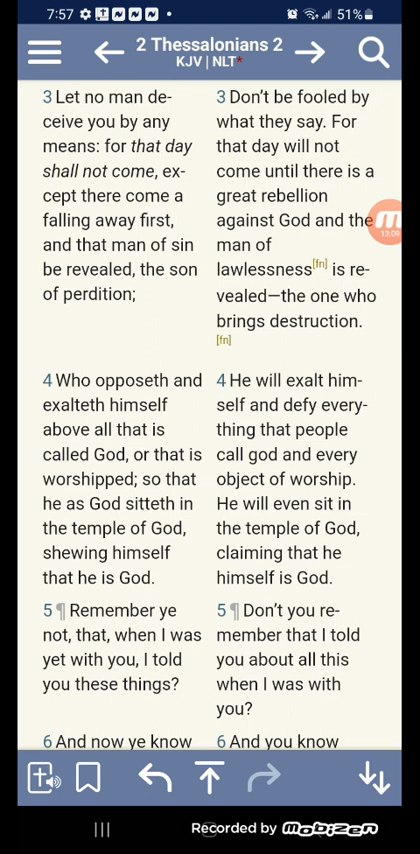 7:57
51%
2 Thessalonians 2
KJV | NLT*
3 Let no man de-
ceive you by any
means: for that day
shall not come, ex-
cept there come a
falling away first,
and that man of sin
be revealed, the son
of perdition;
3 Don't be fooled by
what they say. For
that day will not
come until there is a
great rebellion
against God and the
man of
lawlessness[fn] is re-
vealed—the one who
brings destruction.
[fn]
13:09
4 Who opposeth and
exalteth himself
above all that is
called God, or that is
worshipped; so that
he as God sitteth in
the temple of God,
shewing himself
that he is God.
4 He will exalt him-
self and defy every-
thing that people
call god and every
object of worship.
He will even sit in
the temple of God,
claiming that he
himself is God.
5 ¶ Remember ye
not, that, when I was
yet with you, I told
you these things?
5 ¶ Don't you re-
member that I told
you about all this
when I was with
you?
6 And now ye know
6 And you know
Recorded by Mobizen